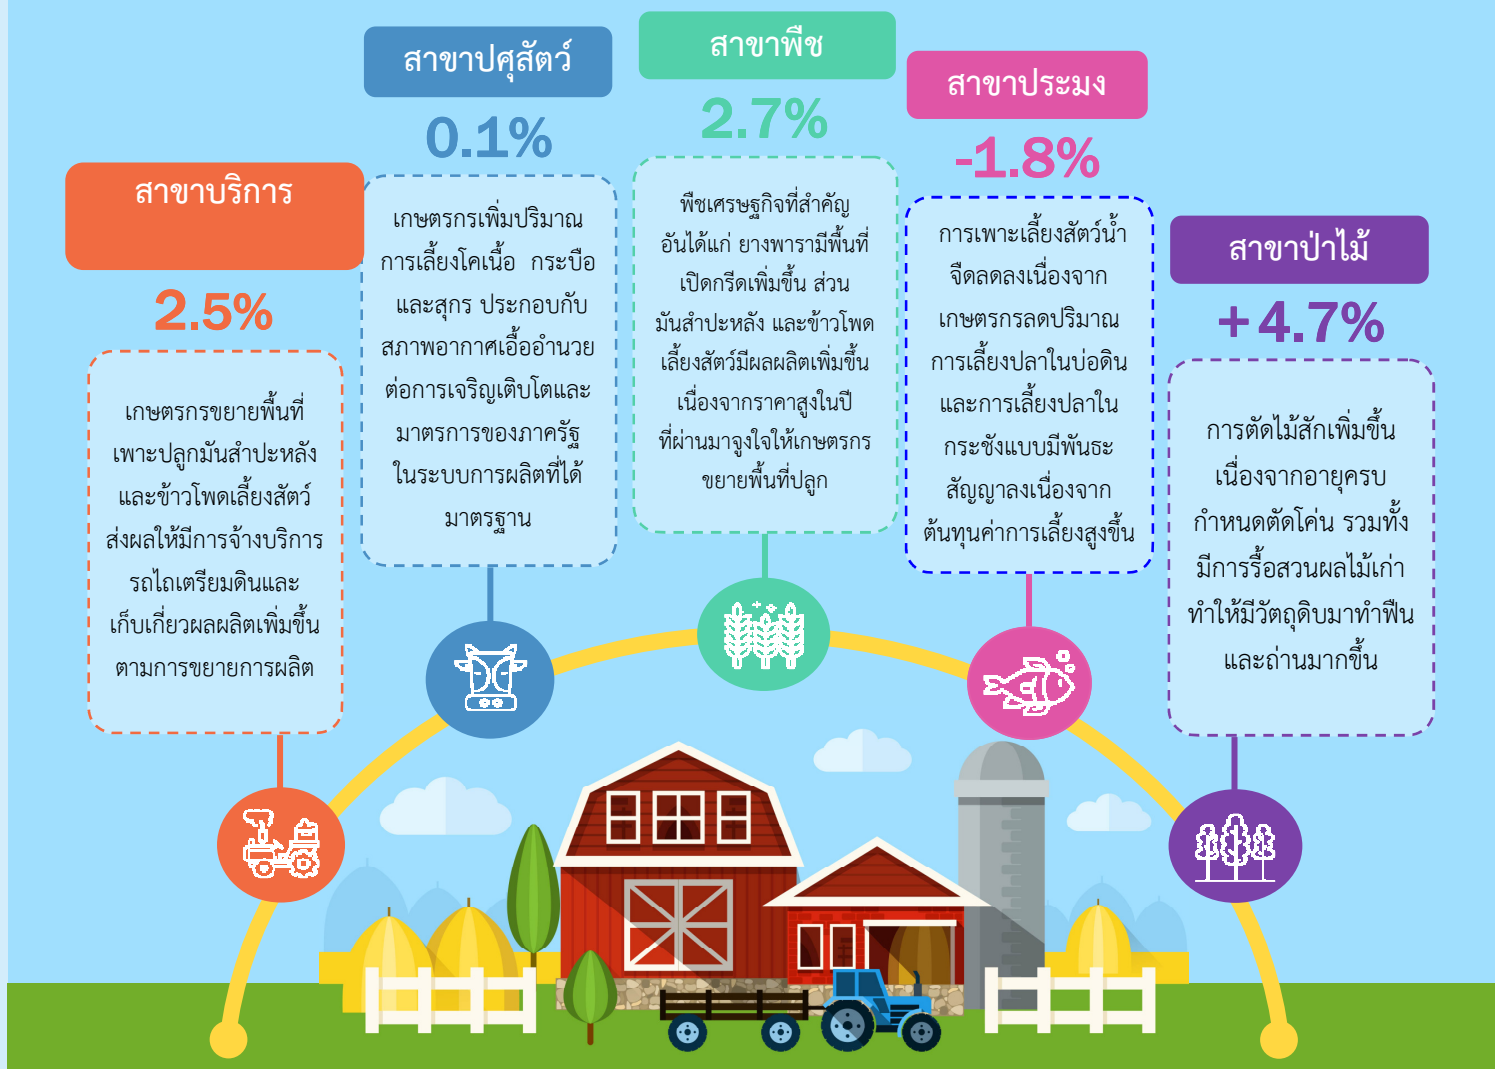 สาขาบริการ
2.5%
เกษตรกรขยายพื้นที่
เพาะปลูกมันสำปะหลัง
และข้าวโพดเลี้ยงสัตว์
ส่งผลให้มีการจ้างบริการ
รถไถเตรียมดินและ
เก็บเกี่ยวผลผลิตเพิ่มขึ้น
ตามการขยายการผลิต
สาขาปศุสัตว์
0.1%
เกษตรกรเพิ่มปริมาณ
การเลี้ยงโคเนื้อ กระบือ
และสุกร ประกอบกับ
สภาพอากาศเอื้ออำนวย
ต่อการเจริญเติบโตและ
มาตรการของภาครัฐ
ในระบบการผลิตที่ได้
มาตรฐาน
สาขาพืช
2.7%
พืชเศรษฐกิจที่สำคัญ
อันได้แก่ ยางพารามีพื้นที่
เปิดกรีดเพิ่มขึ้น ส่วน
มันสำปะหลัง และข้าวโพด
เลี้ยงสัตว์มีผลผลิตเพิ่มขึ้น
เนื่องจากราคาสูงในปี
ที่ผ่านมาจูงใจให้เกษตรกร
ขยายพื้นที่ปลูก
สาขาประมง
-1.8%
การเพาะเลี้ยงสัตว์น้ำ
จืดลดลงเนื่องจาก
เกษตรกรลดปริมาณ
การเลี้ยงปลาในบ่อดิน
และการเลี้ยงปลาใน
กระชังแบบมีพันธะ
สัญญาลงเนื่องจาก
ต้นทุนค่าการเลี้ยงสูงขึ้น
สาขาป่าไม้
+4.7%
การตัดไม้สักเพิ่มขึ้น
เนื่องจากอายุครบ
กำหนดตัดโค่น รวมทั้ง
มีการรื้อสวนผลไม้เก่า
ทำให้มีวัตถุดิบมาทำฟืน
และถ่านมากขึ้น